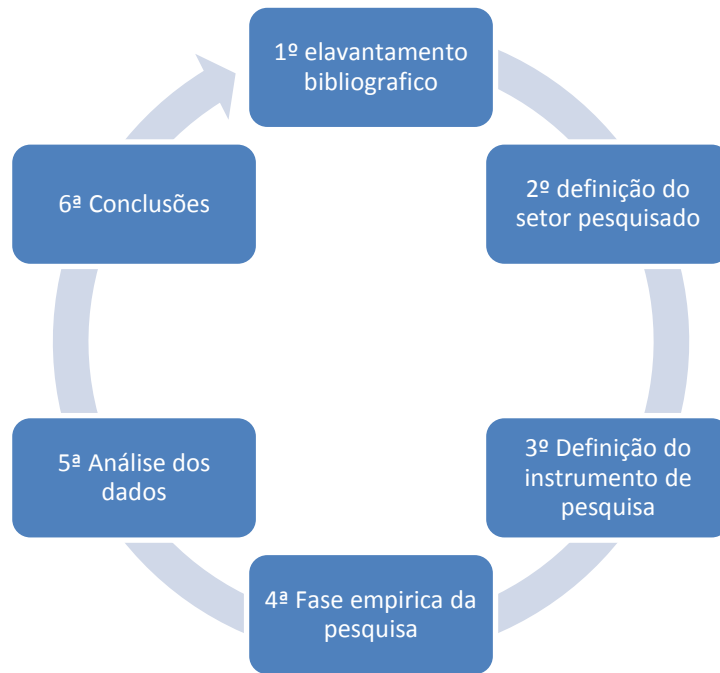 1º elavantamento
bibliografico
2º definição do
setor pesquisado
3º Definição do
instrumento de
pesquisa
4ª Fase empirica da
pesquisa
5ª Análise dos
dados
6ª Conclusões